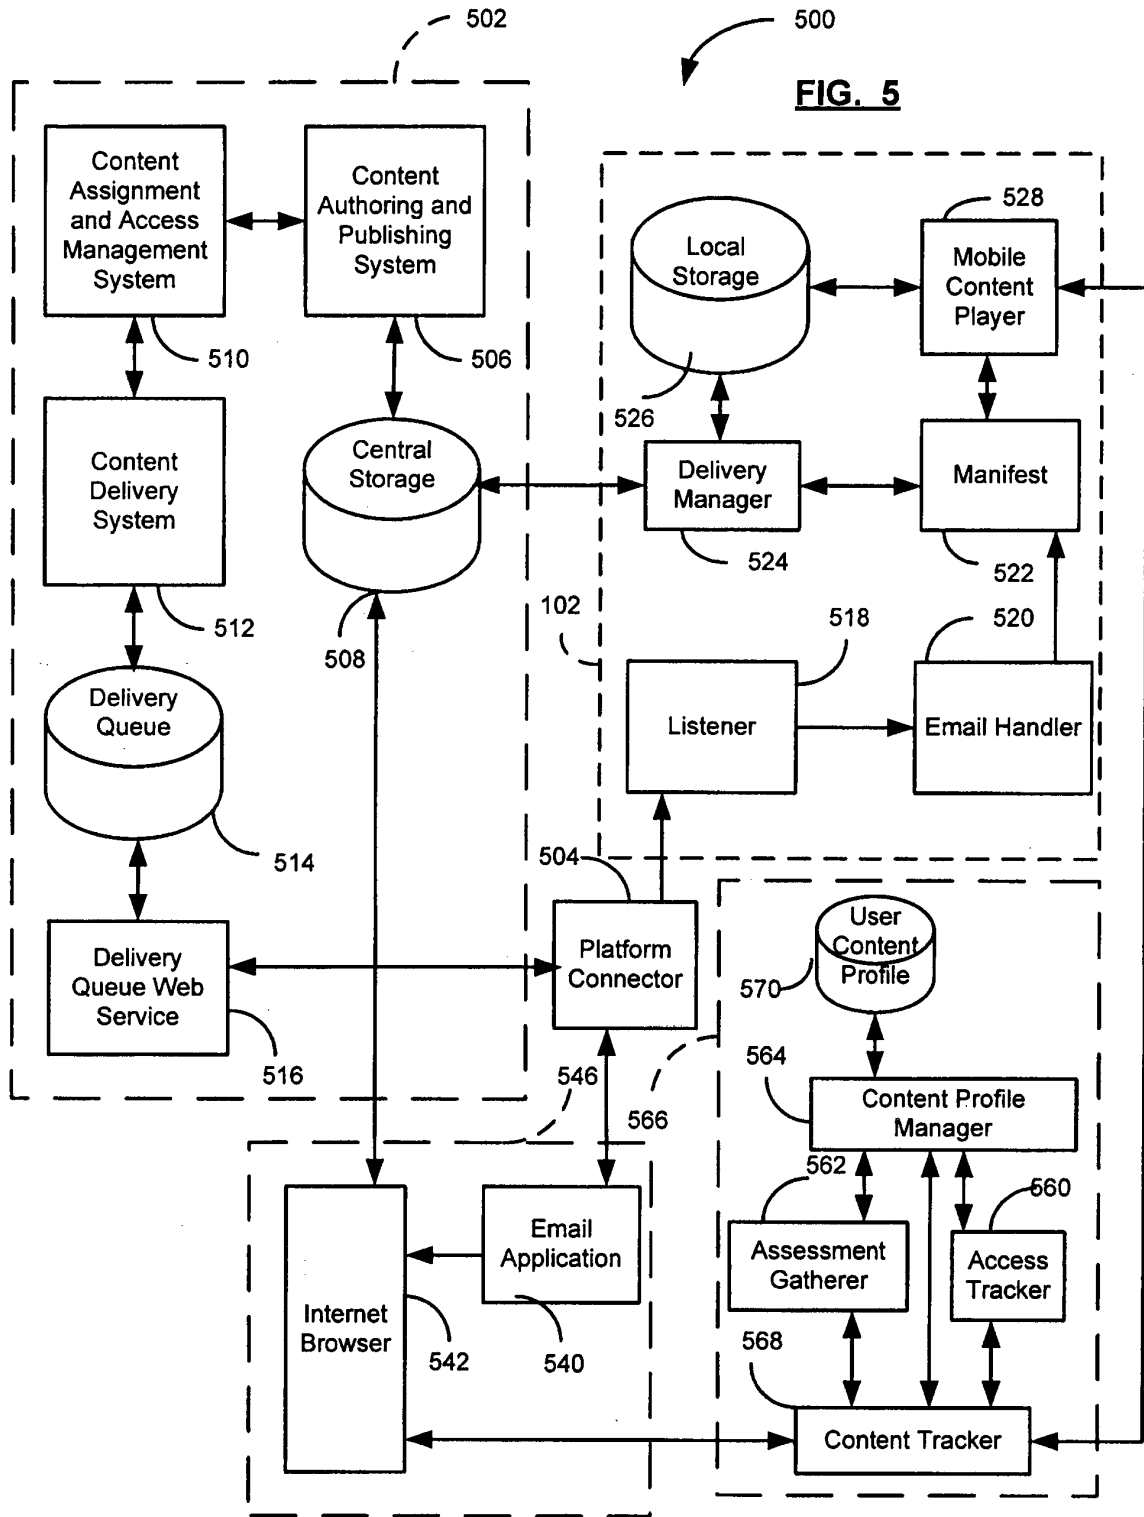 502
500
FIG. 5
Content
Assignment
and Access
Management
System
510
Content
Authoring and
Publishing
System
506
Content
Delivery
System
512
Central
Storage
508
Delivery
Queue
514
Delivery
Queue Web
Service
516
Local
Storage
526
528
Mobile
Content
Player
Delivery
Manager
524
Manifest
522
102
518
Listener
520
Email Handler
504
Platform
Connector
546
566
User
Content
Profile
570
564
Content Profile
Manager
562
Assessment
Gatherer
560
Access
Tracker
568
Content Tracker
Internet
Browser
542
Email
Application
540